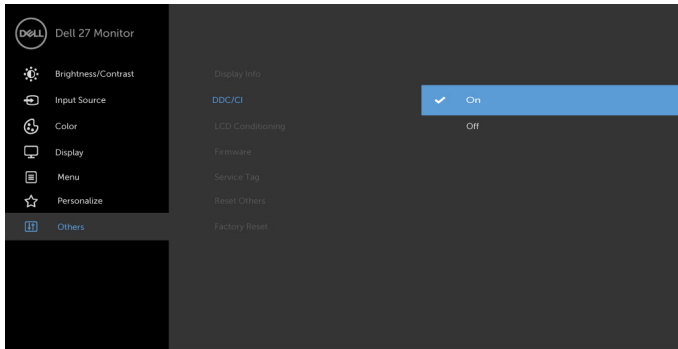 DELL
Dell 27 Monitor
Brightness/Contrast
Input Source
Color
Display
Menu
Personalize
Others
Display Info
DDC/CI
LCD Conditioning
Firmware
Service Tag
Reset Others
Factory Reset
On
Off